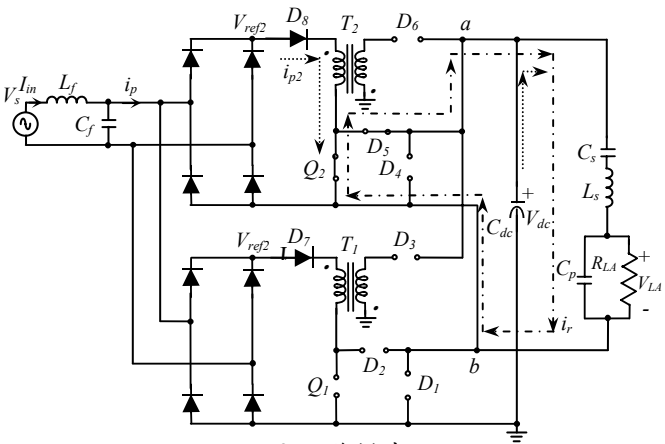 V_ref2 D_8 T_2 D_6 a
I_in
V_s L_f i_p i_p2
C_f
D_5
Q_2 D_4
C_s
L_s
V_ref2 D_7 T_1 D_3 C_dc + V_dc
C_p R_LA + V_LA -
i_r
Q_1 D_2 D_1 b